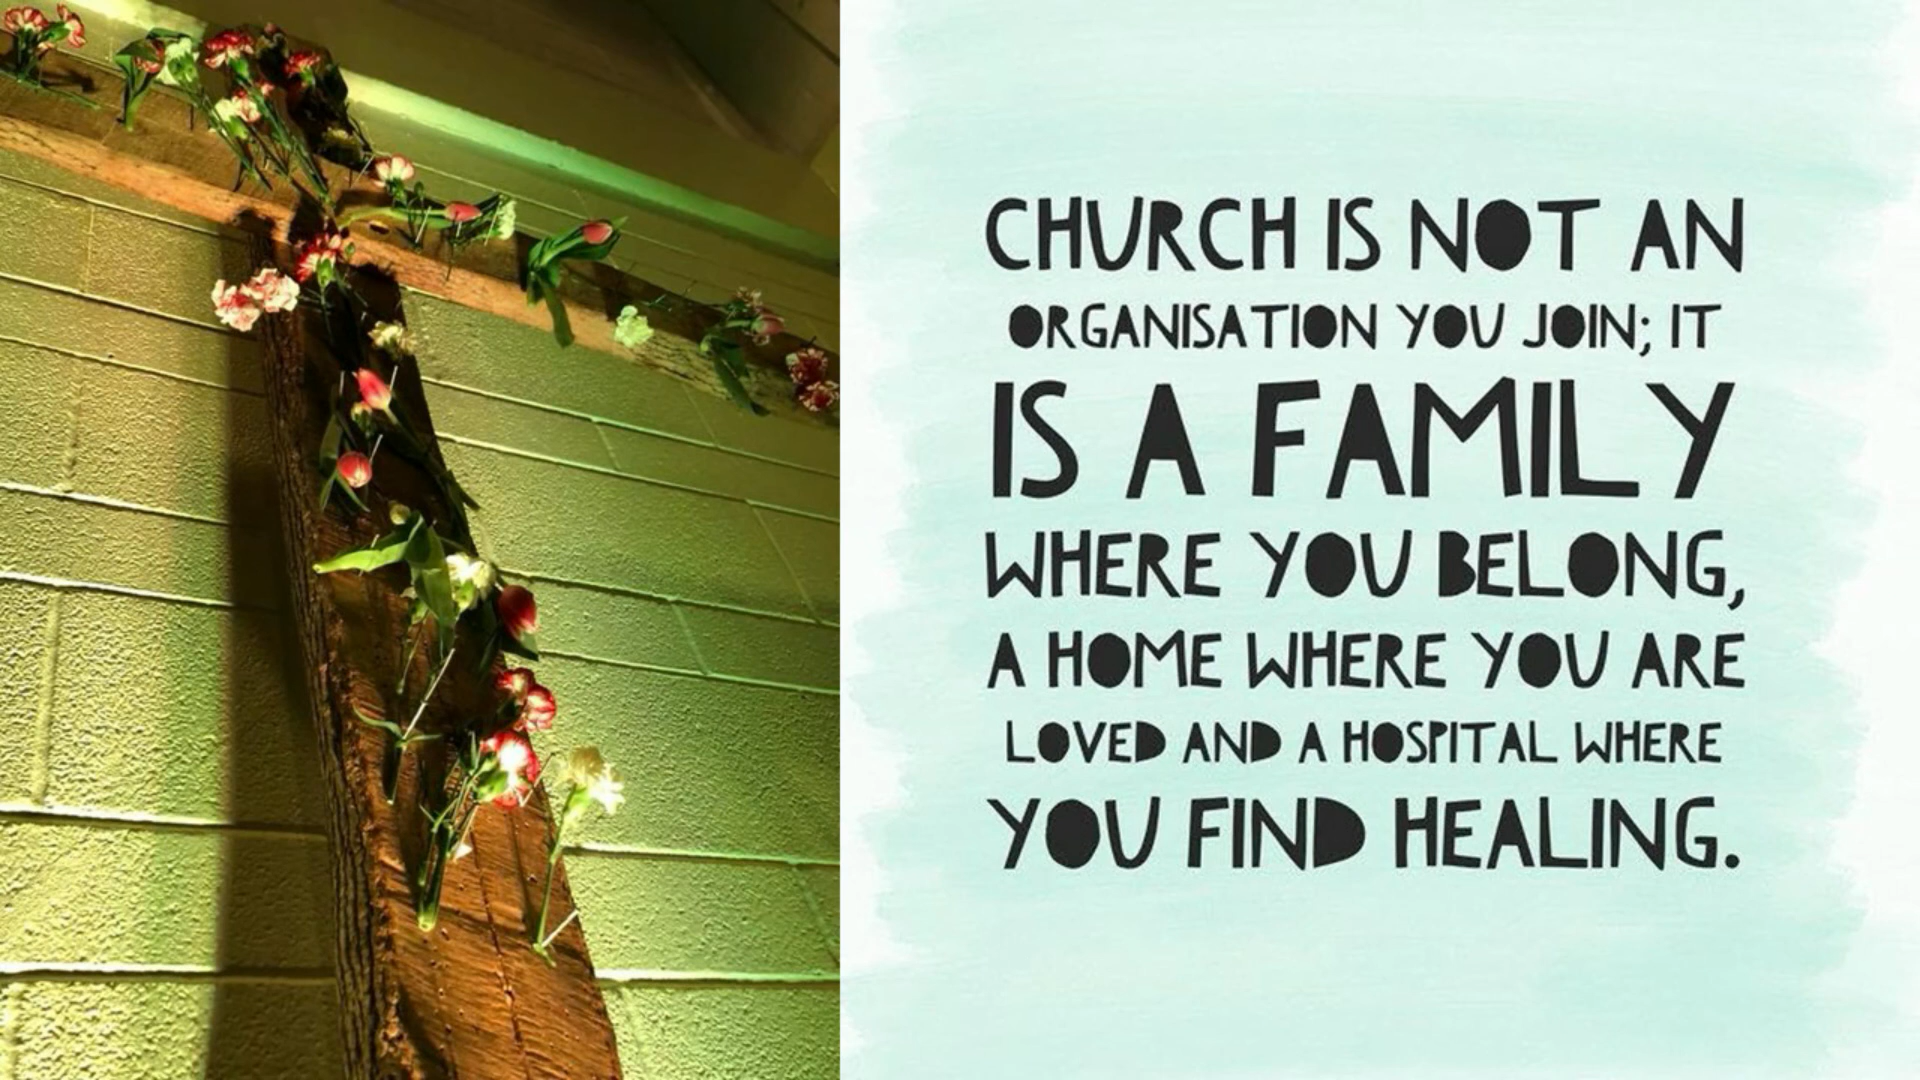 CHURCH IS NOT AN
ORGANISATION YOU JOIN; IT
IS A FAMILY
WHERE YOU BELONG,
A HOME WHERE YOU ARE
LOVED AND A HOSPITAL WHERE
YOU FIND HEALING.